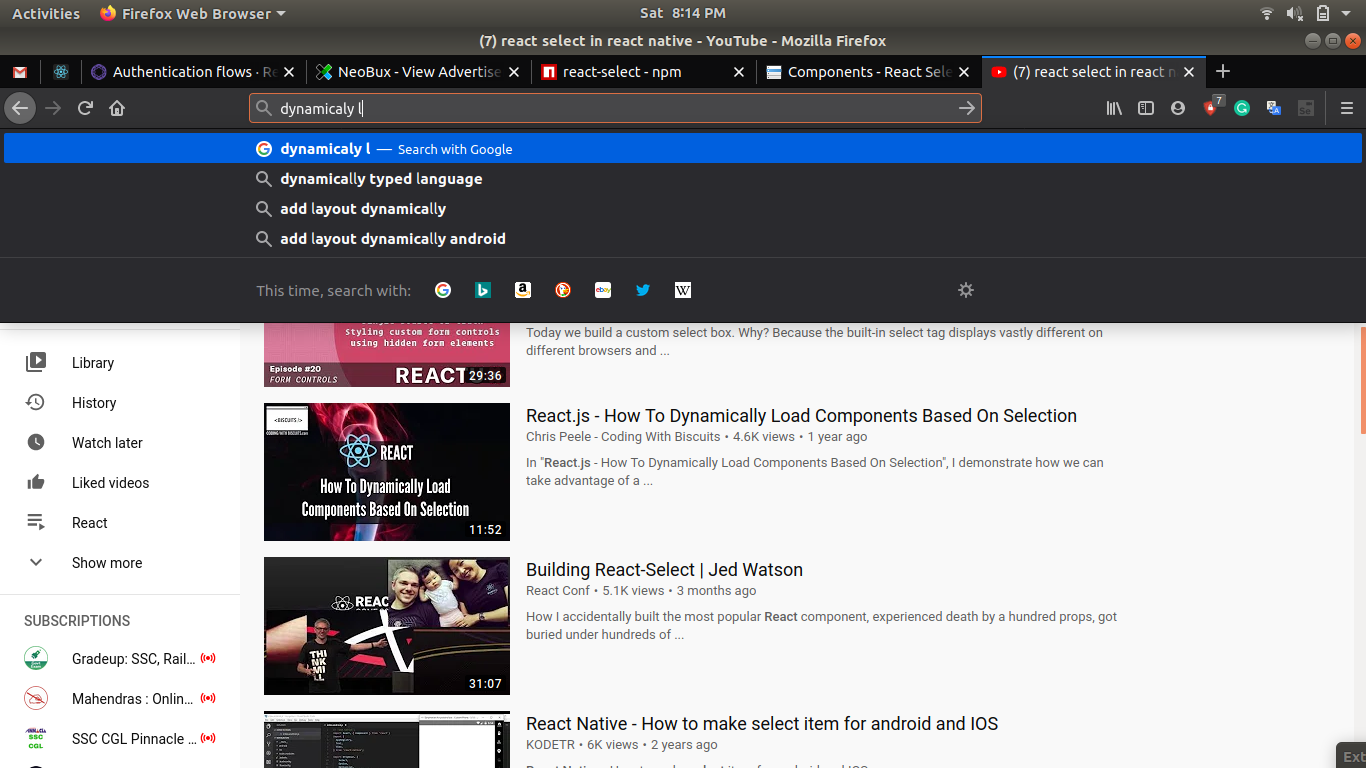 Activities Firefox Web Browser Sat 8:14 PM
(7) react select in react native - YouTube - Mozilla Firefox
Authentication flows · Re NeoBux - View Advertise react-select - npm Components - React Sele (7) react select in react n
dynamicaly l
7
dynamicaly l — Search with Google
dynamically typed language
add layout dynamically
add layout dynamically android
This time, search with:
Styling custom form controls
using hidden form elements
Episode #20
FORM CONTROLS
REACT
29:36
Today we build a custom select box. Why? Because the built-in select tag displays vastly different on
different browsers and ...
Library
History
Watch later
Liked videos
React
Show more
SUBSCRIPTIONS
Gradeup: SSC, Rail...
Mahendras : Onlin...
SSC CGL Pinnacle ...
SSC
CGL
<BISCUITS/>
REACT
How To Dynamically Load
Components Based On Selection
11:52
React.js - How To Dynamically Load Components Based On Selection
Chris Peele - Coding With Biscuits • 4.6K views • 1 year ago
In "React.js - How To Dynamically Load Components Based On Selection", I demonstrate how we can
take advantage of a ...
REAC
THI
NK
MI
LL
31:07
Building React-Select | Jed Watson
React Conf • 5.1K views • 3 months ago
How I accidentally built the most popular React component, experienced death by a hundred props, got
buried under hundreds of ...
React Native - How to make select item for android and IOS
KODETR • 6K views • 2 years ago
Ext